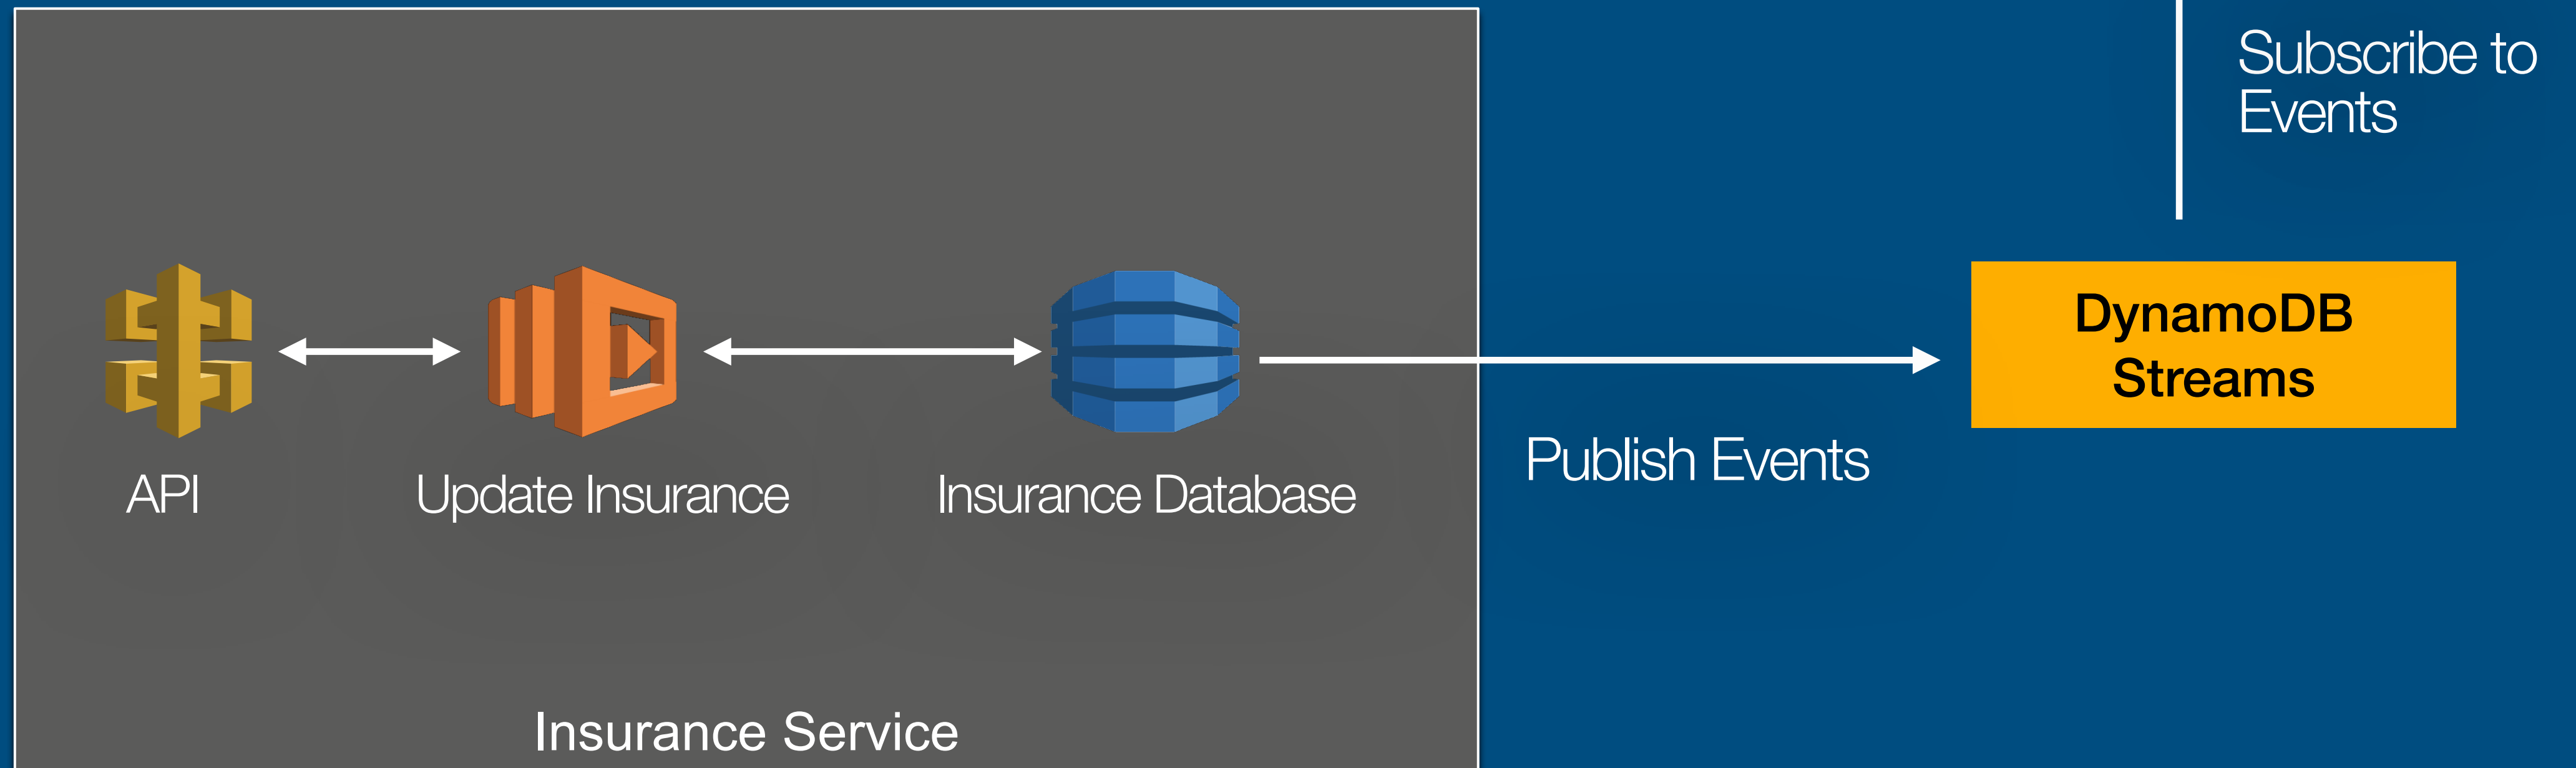 Subscribe to
Events
DynamoDB
Streams
API
Update Insurance
Insurance Database
Publish Events
Insurance Service